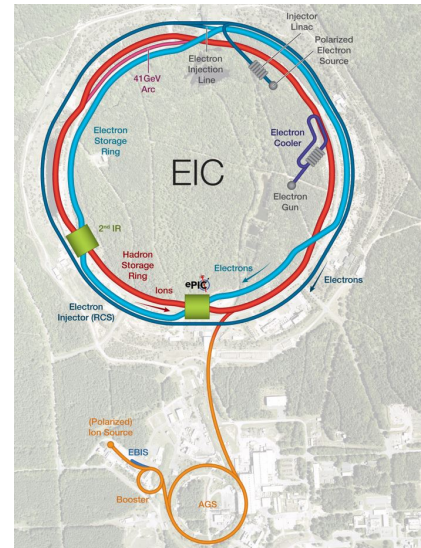 Injector
Linac
Polarized
Electron
Source
Electron
Injection
Line
41GeV
Arc
Electron
Storage
Ring
Electron
Cooler
EIC
Electron
Gun
2nd IR
Hadron
Storage
Ring
ePIC
Electrons
Ions
Electrons
Electron
Injector (RCS)
(Polarized)
Ion Source
EBIS
Booster
AGS